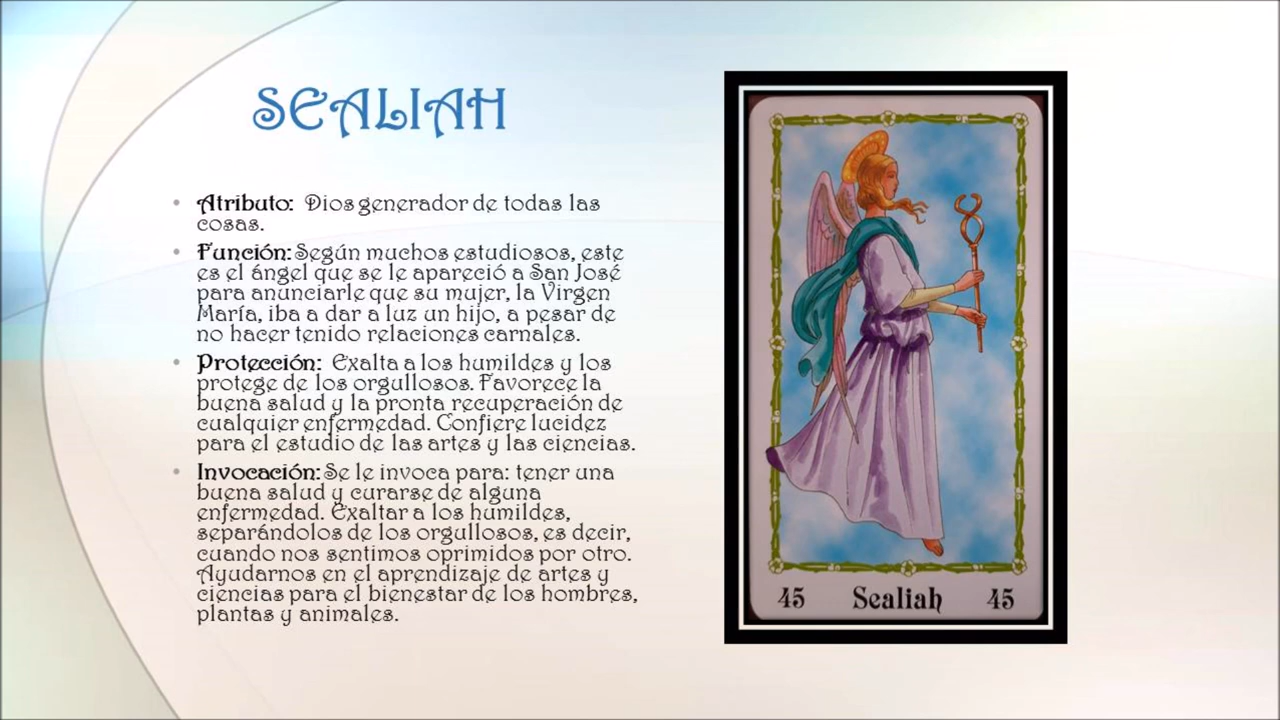 SEALIAH
• Atributo: Dios generador de todas las
cosas.
• Función: Según muchos estudiosos, este
es el ángel que se le apareció a San José
para anunciarle que su mujer, la Virgen
María, iba a dar a luz un hijo, a pesar de
no hacer tenido relaciones carnales.
• Protección: Exalta a los humildes y los
protege de los orgullosos. Favorece la
buena salud y la pronta recuperación de
cualquier enfermedad. Confiere lucidez
para el estudio de las artes y las ciencias.
• Invocación: Se le invoca para: tener una
buena salud y curarse de alguna
enfermedad. Exaltar a los humildes,
separándolos de los orgullosos, es decir,
cuando nos sentimos oprimidos por otro.
Ayudarnos en el aprendizaje de artes y
ciencias para el bienestar de los hombres,
plantas y animales.
45 Sealiah 45